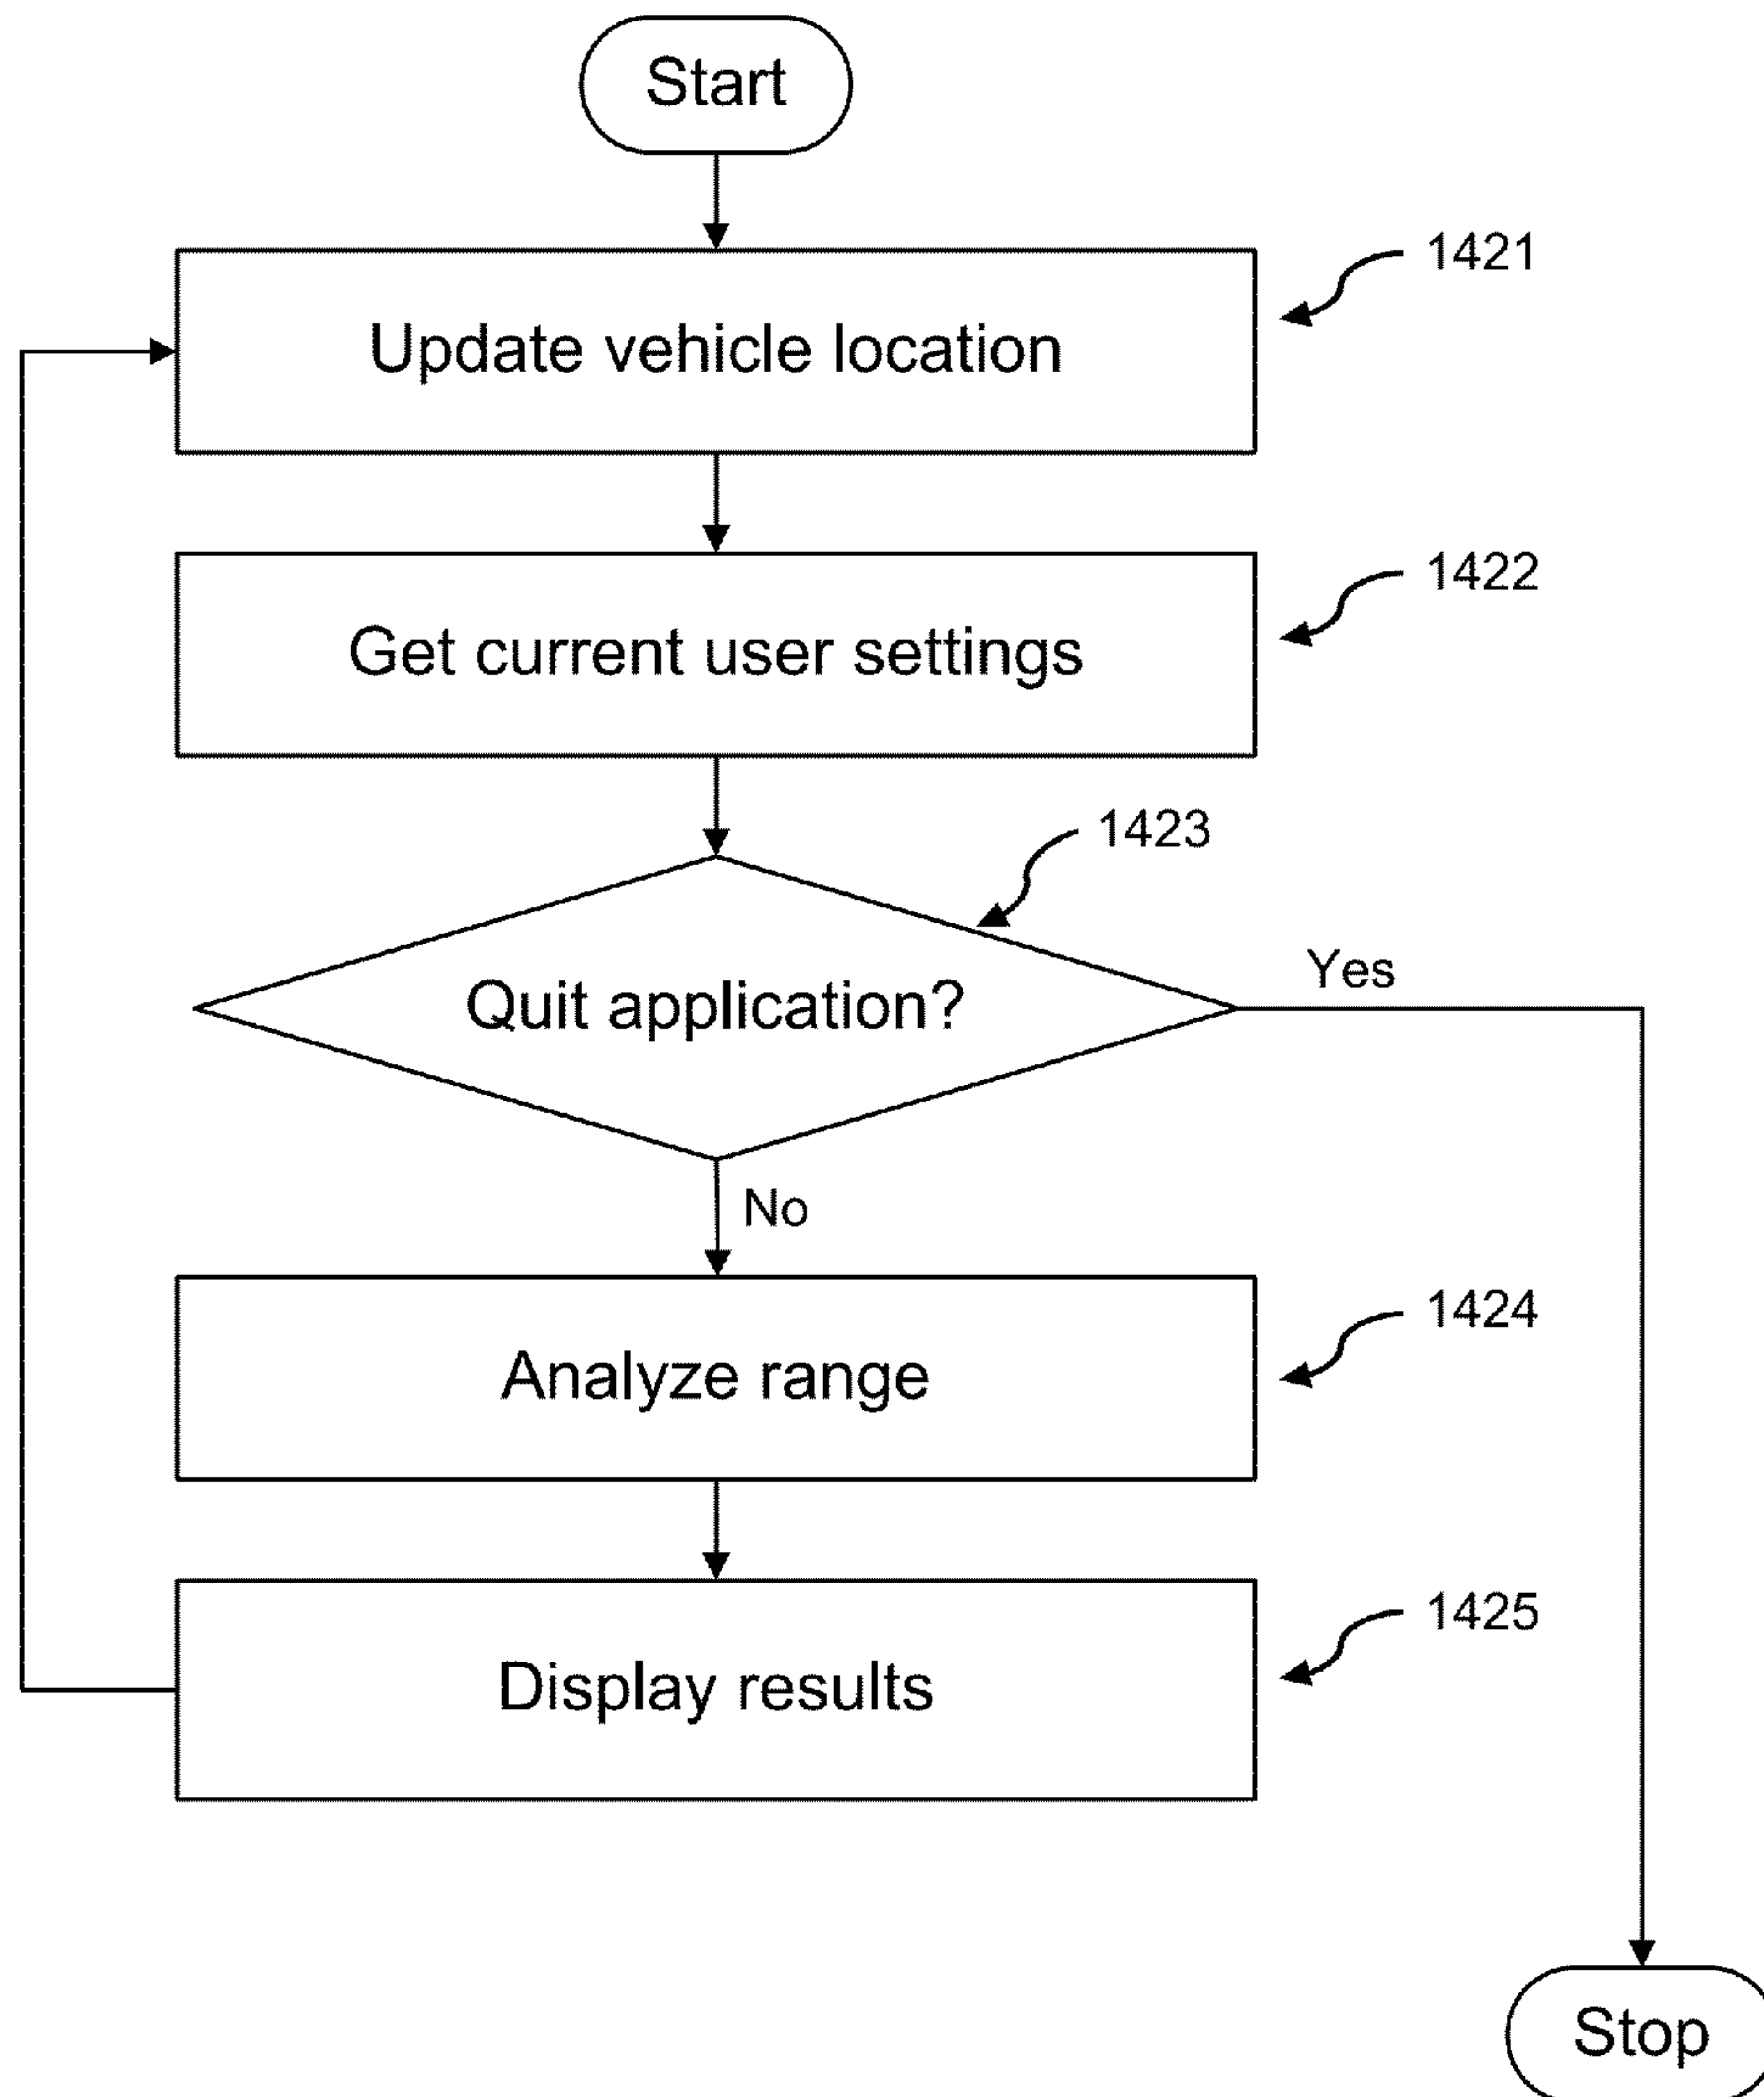 Start
1421
Update vehicle location
1422
Get current user settings
1423
Quit application?
Yes
No
1424
Analyze range
1425
Display results
Stop